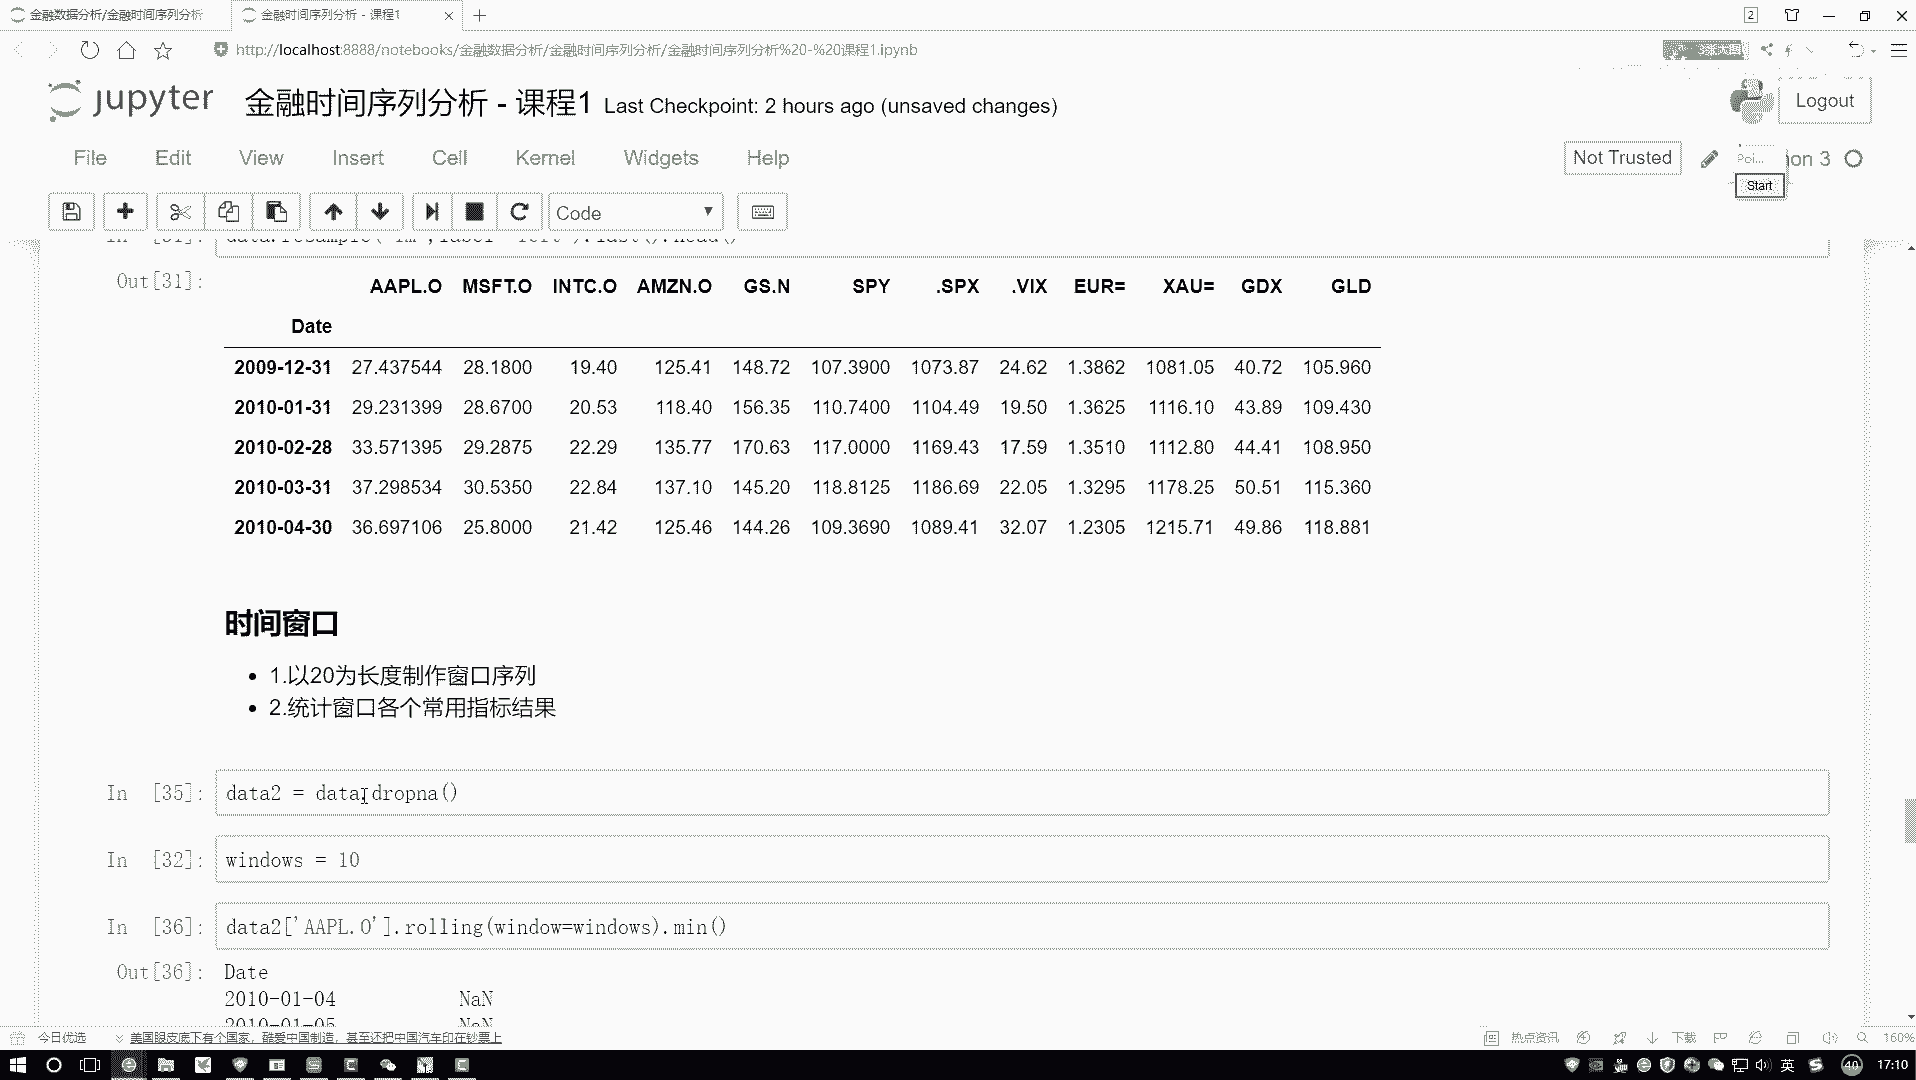 金融数据分析/金融时间序列分析
金融时间序列分析 - 课程1
2
http://localhost:8888/notebooks/金融数据分析/金融时间序列分析/金融时间序列分析%20-%20课程1.ipynb
jupyter 金融时间序列分析 - 课程1 Last Checkpoint: 2 hours ago (unsaved changes)
Logout
File Edit View Insert Cell Kernel Widgets Help
Not Trusted
Poi...
on 3
Start
Code
Out[31]:
AAPL.O MSFT.O INTC.O AMZN.O GS.N SPY .SPX .VIX EUR= XAU= GDX GLD
Date
2009-12-31 27.437544 28.1800 19.40 125.41 148.72 107.3900 1073.87 24.62 1.3862 1081.05 40.72 105.960
2010-01-31 29.231399 28.6700 20.53 118.40 156.35 110.7400 1104.49 19.50 1.3625 1116.10 43.89 109.430
2010-02-28 33.571395 29.2875 22.29 135.77 170.63 117.0000 1169.43 17.59 1.3510 1112.80 44.41 108.950
2010-03-31 37.298534 30.5350 22.84 137.10 145.20 118.8125 1186.69 22.05 1.3295 1178.25 50.51 115.360
2010-04-30 36.697106 25.8000 21.42 125.46 144.26 109.3690 1089.41 32.07 1.2305 1215.71 49.86 118.881
时间窗口
1.以20为长度制作窗口序列
2.统计窗口各个常用指标结果
In [35]: data2 = data.dropna()
In [32]: windows = 10
In [36]: data2['AAPL.O'].rolling(window=windows).min()
Out[36]: Date
2010-01-04 NaN
2010-01-05 NaN
今日优选
美国眼皮底下有个国家，酷爱中国制造，甚至还把中国汽车印在钞票上
热点资讯
下载
160%
英
40
17:10